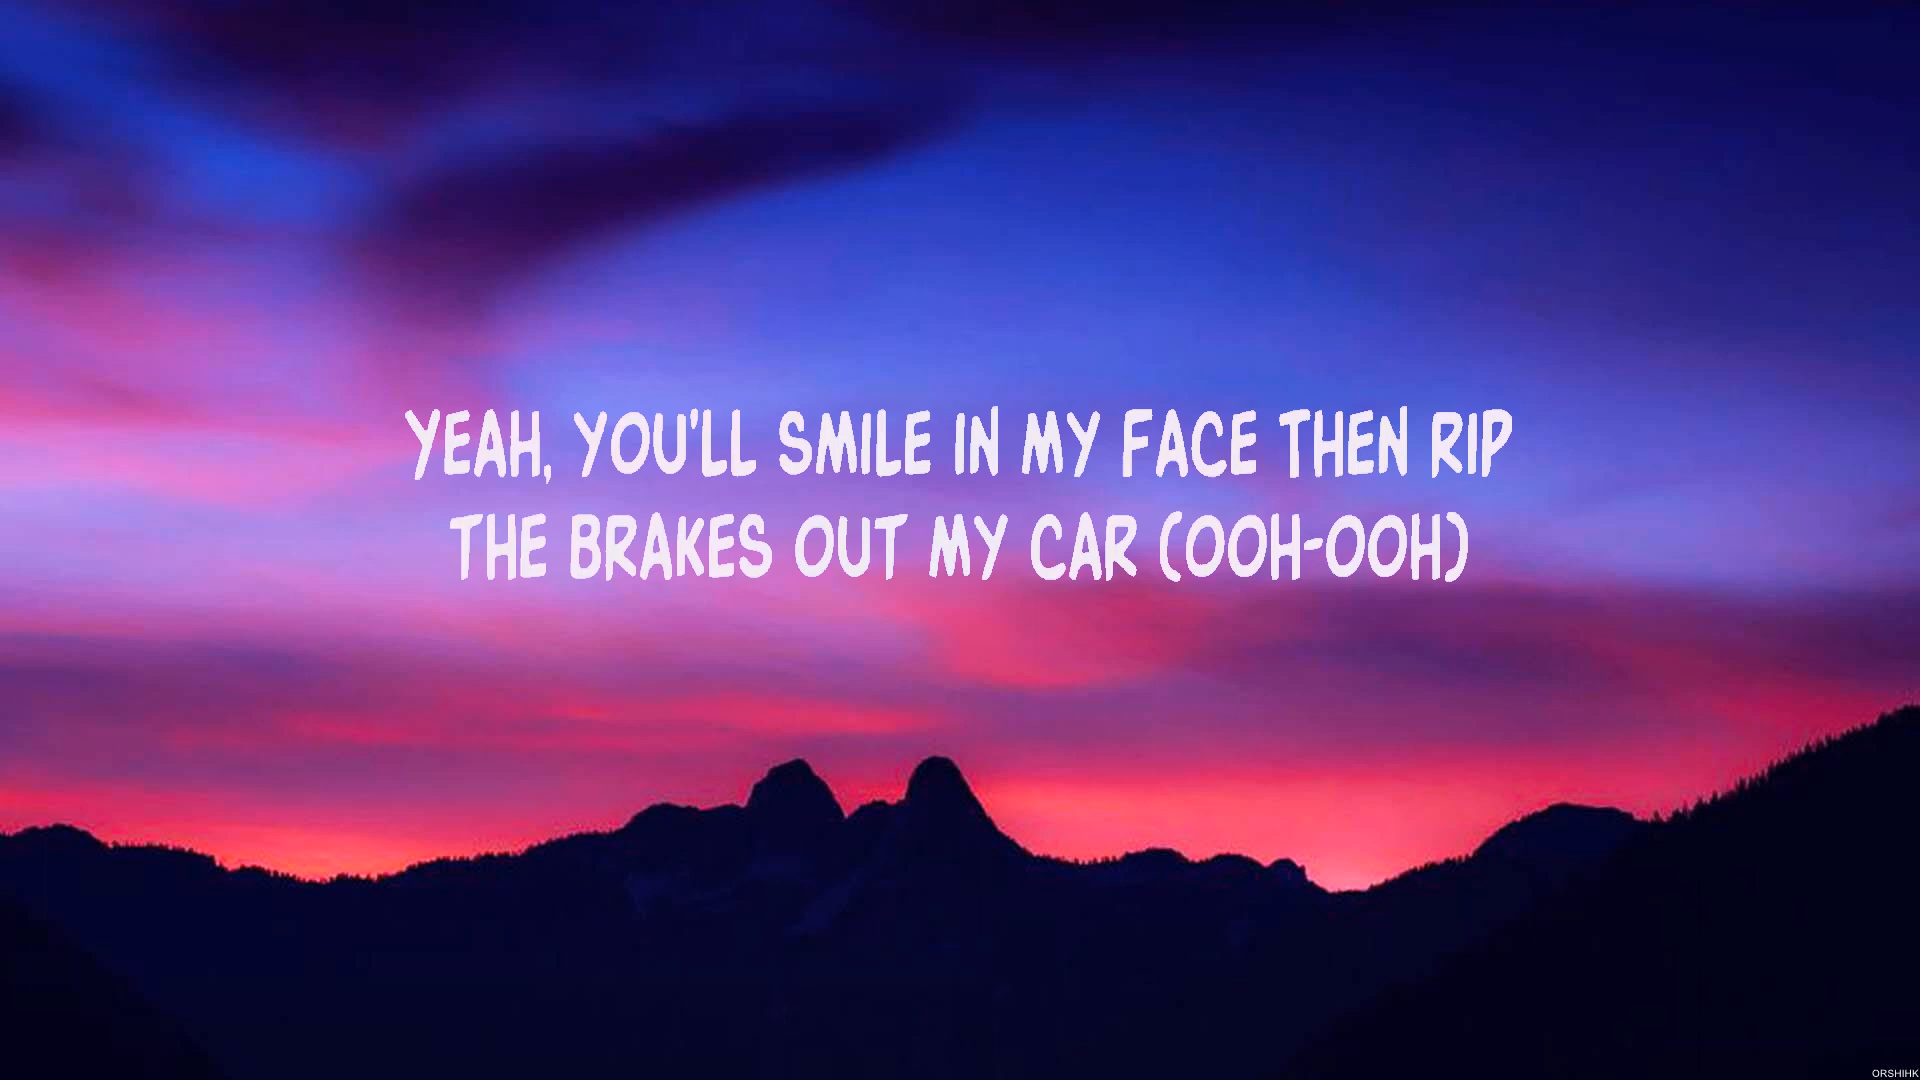 YEAH, YOU'LL SMILE IN MY FACE THEN RIP
THE BRAKES OUT MY CAR (OOH-OOH)
ORSHIHK